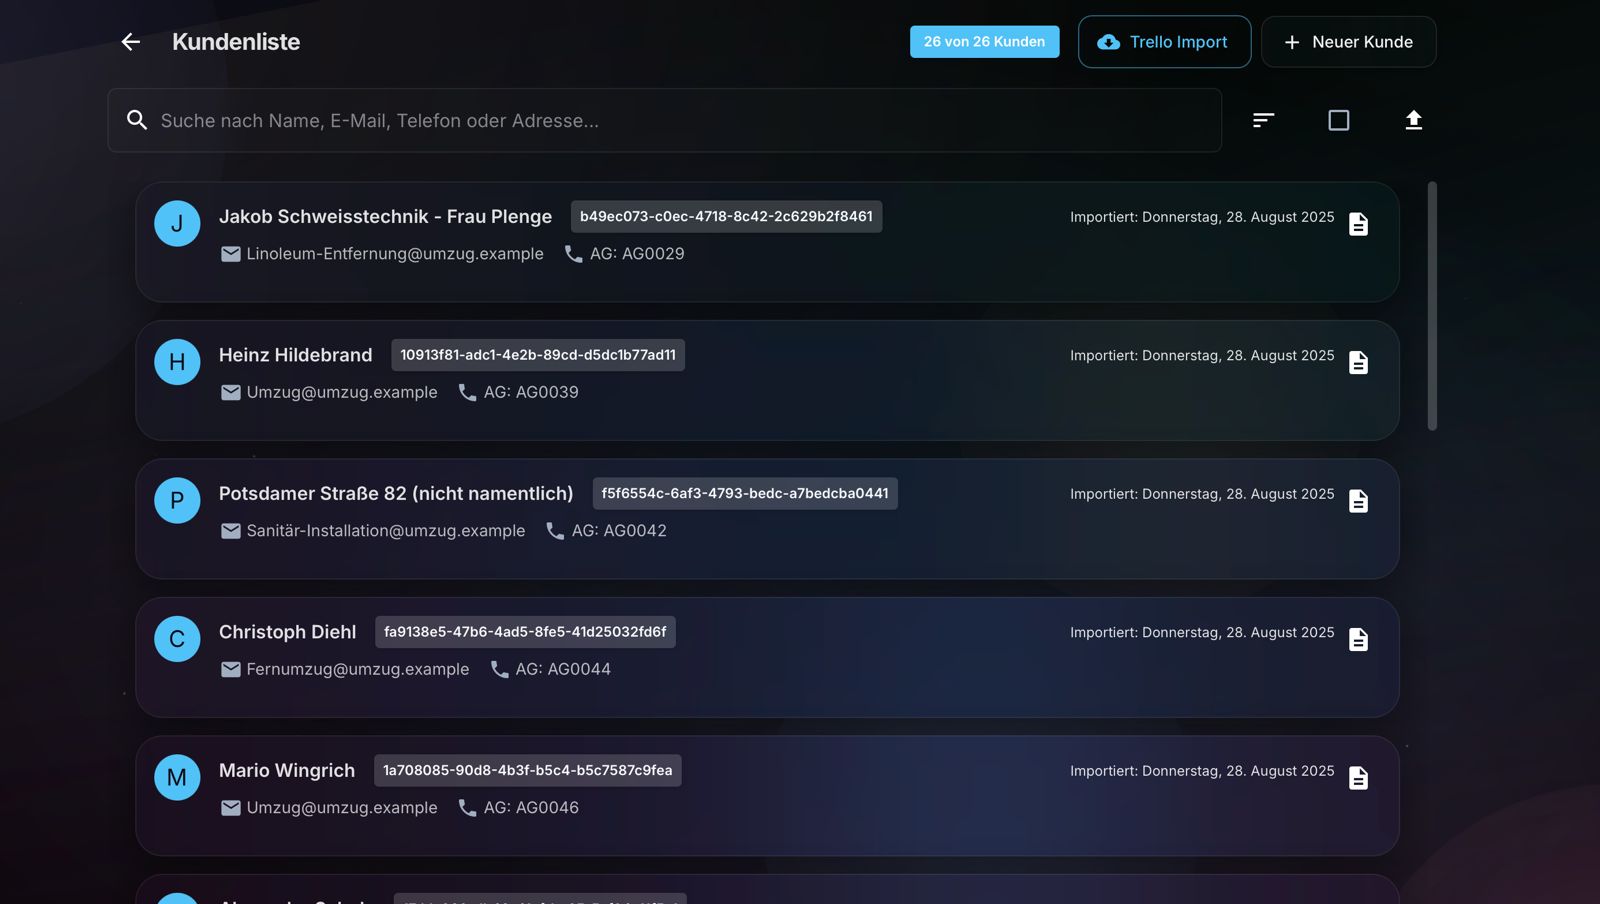 Kundenliste
26 von 26 Kunden
Trello Import
Neuer Kunde
Suche nach Name, E-Mail, Telefon oder Adresse...
J
Jakob Schweisstechnik - Frau Plenge
b49ec073-c0ec-4718-8c42-2c629b2f8461
Importiert: Donnerstag, 28. August 2025
Linoleum-Entfernung@umzug.example
AG: AG0029
H
Heinz Hildebrand
10913f81-adc1-4e2b-89cd-d5dc1b77ad11
Importiert: Donnerstag, 28. August 2025
Umzug@umzug.example
AG: AG0039
P
Potsdamer Straße 82 (nicht namentlich)
f5f6554c-6af3-4793-bedc-a7bedcba0441
Importiert: Donnerstag, 28. August 2025
Sanitär-Installation@umzug.example
AG: AG0042
C
Christoph Diehl
fa9138e5-47b6-4ad5-8fe5-41d25032fd6f
Importiert: Donnerstag, 28. August 2025
Fernumzug@umzug.example
AG: AG0044
M
Mario Wingrich
1a708085-90d8-4b3f-b5c4-b5c7587c9fea
Importiert: Donnerstag, 28. August 2025
Umzug@umzug.example
AG: AG0046